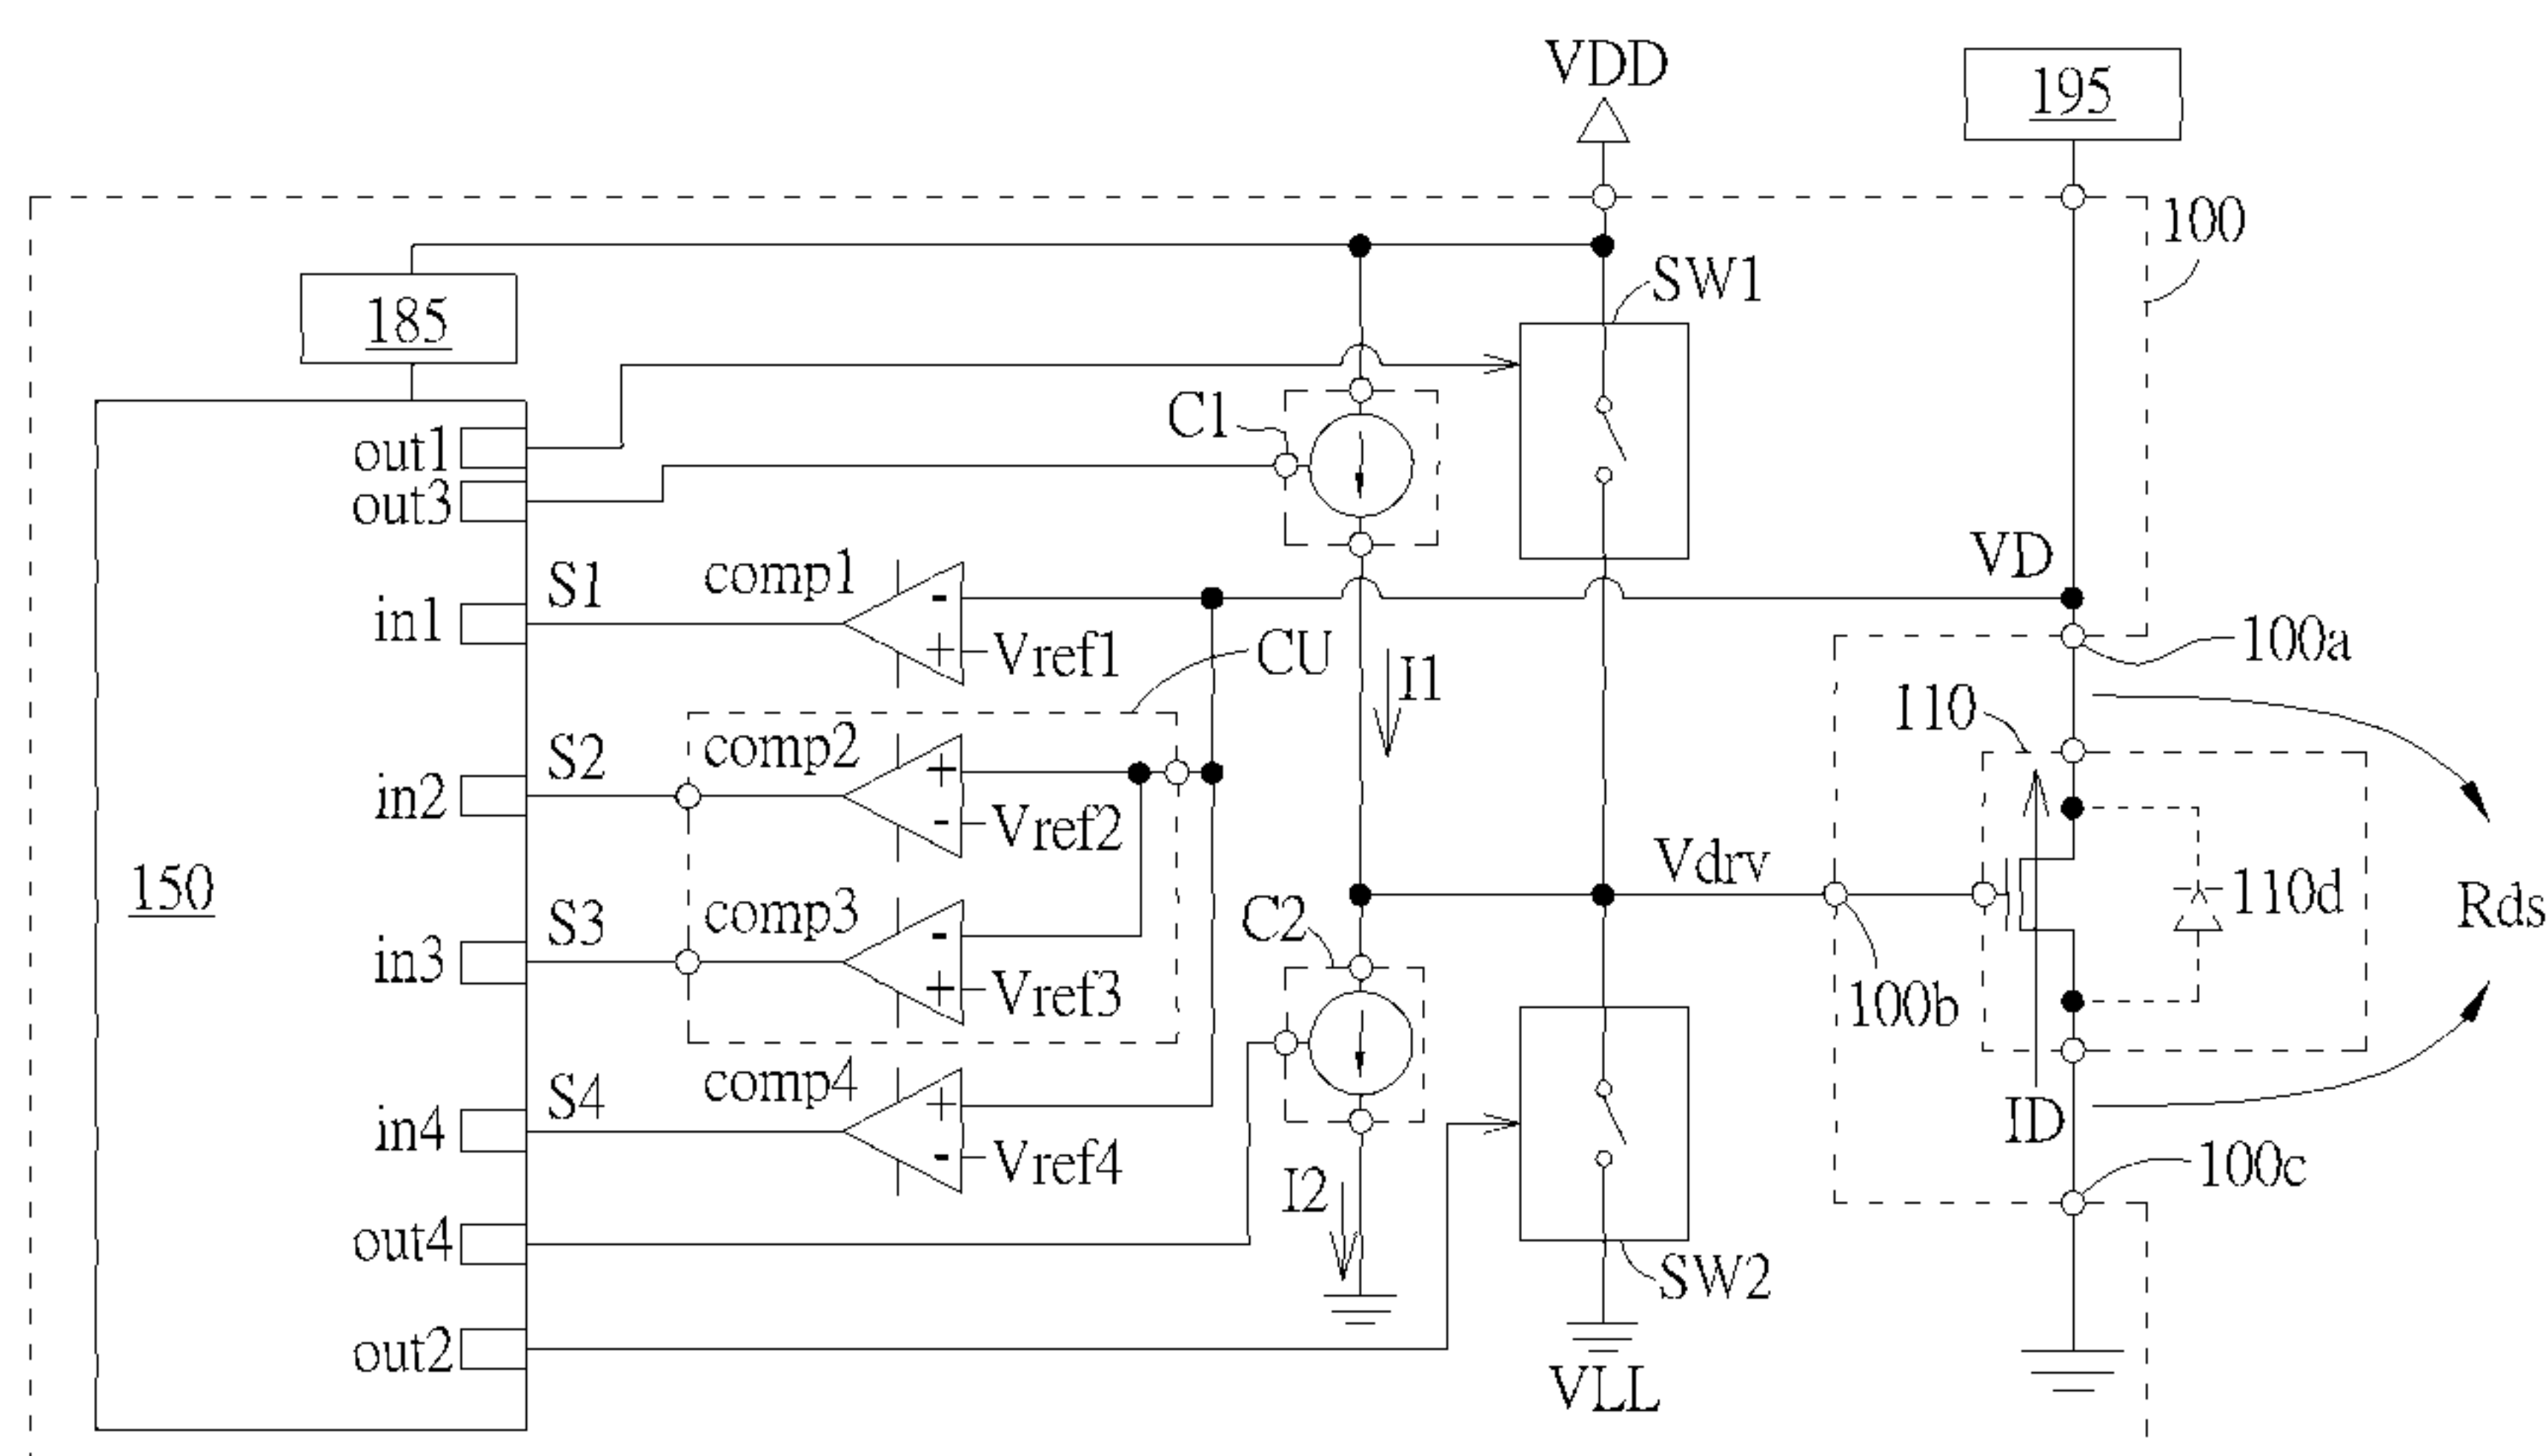 VDD
195
100
SW1
185
C1
out1
out3
VD
S1
comp1
in1
-
+
Vref1
CU
100a
I1
110
S2
comp2
in2
+
-
Vref2
Vdrv
150
110d
Rds
S3
comp3
C2
in3
-
+
Vref3
100b
S4
comp4
in4
+
-
Vref4
ID
100c
I2
out4
SW2
out2
VLL